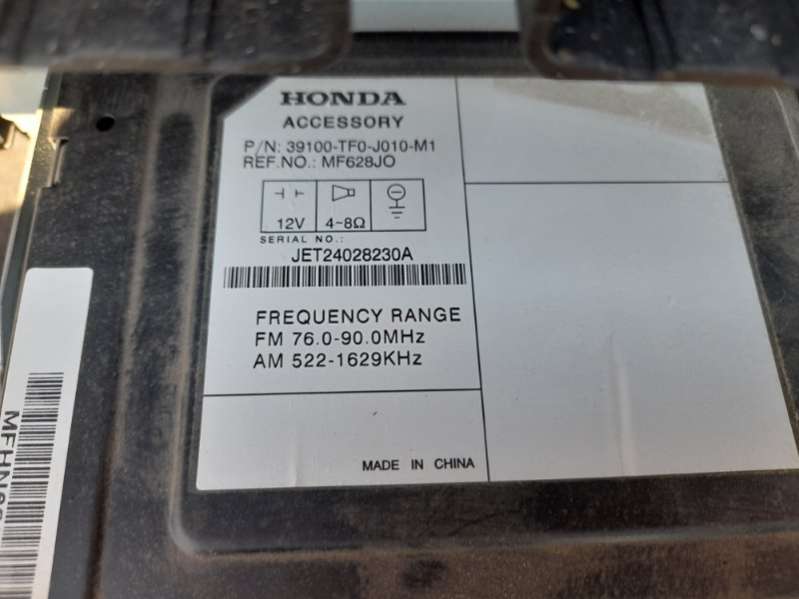 HONDA
ACCESSORY
P/N: 39100-TF0-J010-M1
REF.NO.: MF628JO
12V 4~8Ω
SERIAL NO.:
JET24028230A
FREQUENCY RANGE
FM 76.0-90.0MHz
AM 522-1629KHz
MADE IN CHINA